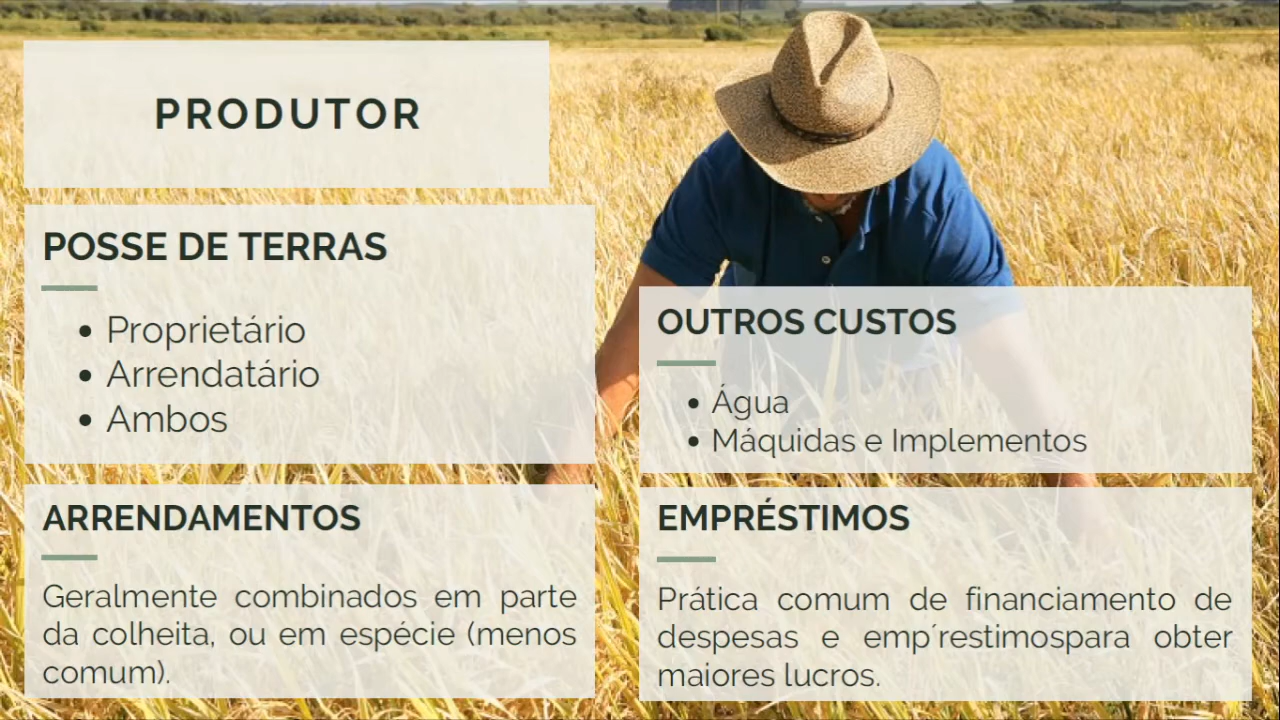 PRODUTOR
POSSE DE TERRAS
• Proprietário
• Arrendatário
• Ambos
ARRENDAMENTOS
Geralmente combinados em parte
da colheita, ou em espécie (menos
comum).
OUTROS CUSTOS
• Água
• Máquidas e Implementos
EMPRÉSTIMOS
Prática comum de financiamento de
despesas e emp´restimospara obter
maiores lucros.